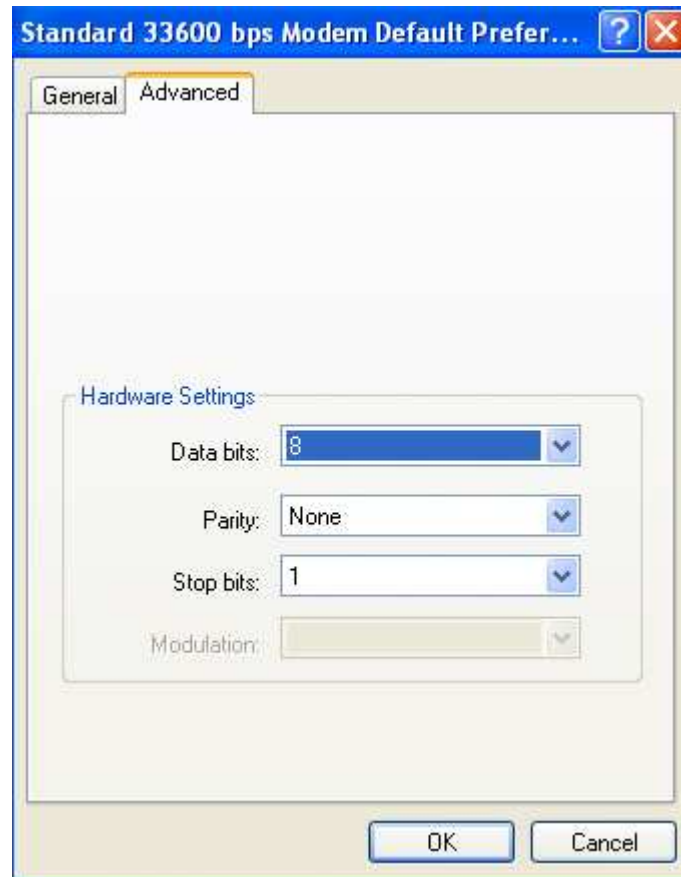 Standard 33600 bps Modem Default Prefer...
General Advanced
Hardware Settings
Data bits: 8
Parity: None
Stop bits: 1
Modulation:
OK Cancel